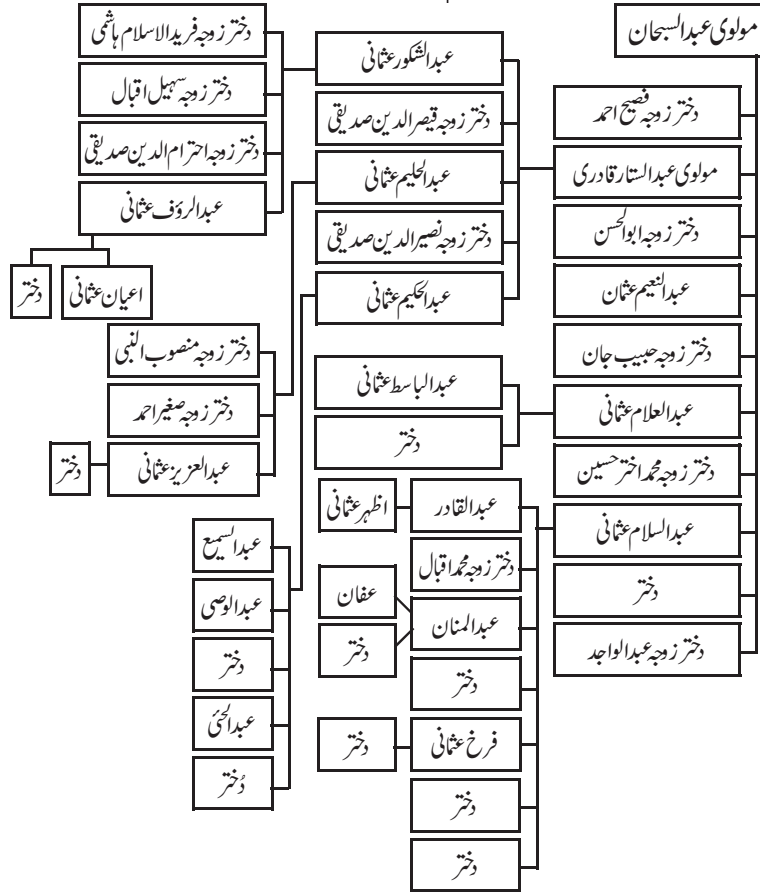 مولوی عبدالسبحان
دختر زوجہ فصیح احمد
مولوی عبدالستار قادری
دختر زوجہ ابوالحسن
عبدالنعیم عثمان
دختر زوجہ حبیب جان
عبدالعلام عثمانی
دختر زوجہ محمد اختر حسین
عبدالسلام عثمانی
دختر
دختر زوجہ عبدالواجد
عبدالشکور عثمانی
دختر زوجہ قیصرالدین صدیقی
عبدالحلیم عثمانی
دختر زوجہ نصیرالدین صدیقی
عبدالحکیم عثمانی
عبدالباسط عثمانی
دختر
عبدالقادر
اظہر عثمانی
دختر زوجہ محمد اقبال
عبدالمنان
عفان
دختر
دختر
فرخ عثمانی
دختر
دختر
دختر
دختر زوجہ فریدالاسلام ہاشمی
دختر زوجہ سہیل اقبال
دختر زوجہ احترام الدین صدیقی
عبدالرؤف عثمانی
اعیان عثمانی
دختر
دختر زوجہ منصوب النبی
دختر زوجہ صغیر احمد
عبدالعزیز عثمانی
دختر
عبدالسمیع
عبدالوصی
دختر
عبدالحئی
دُختر